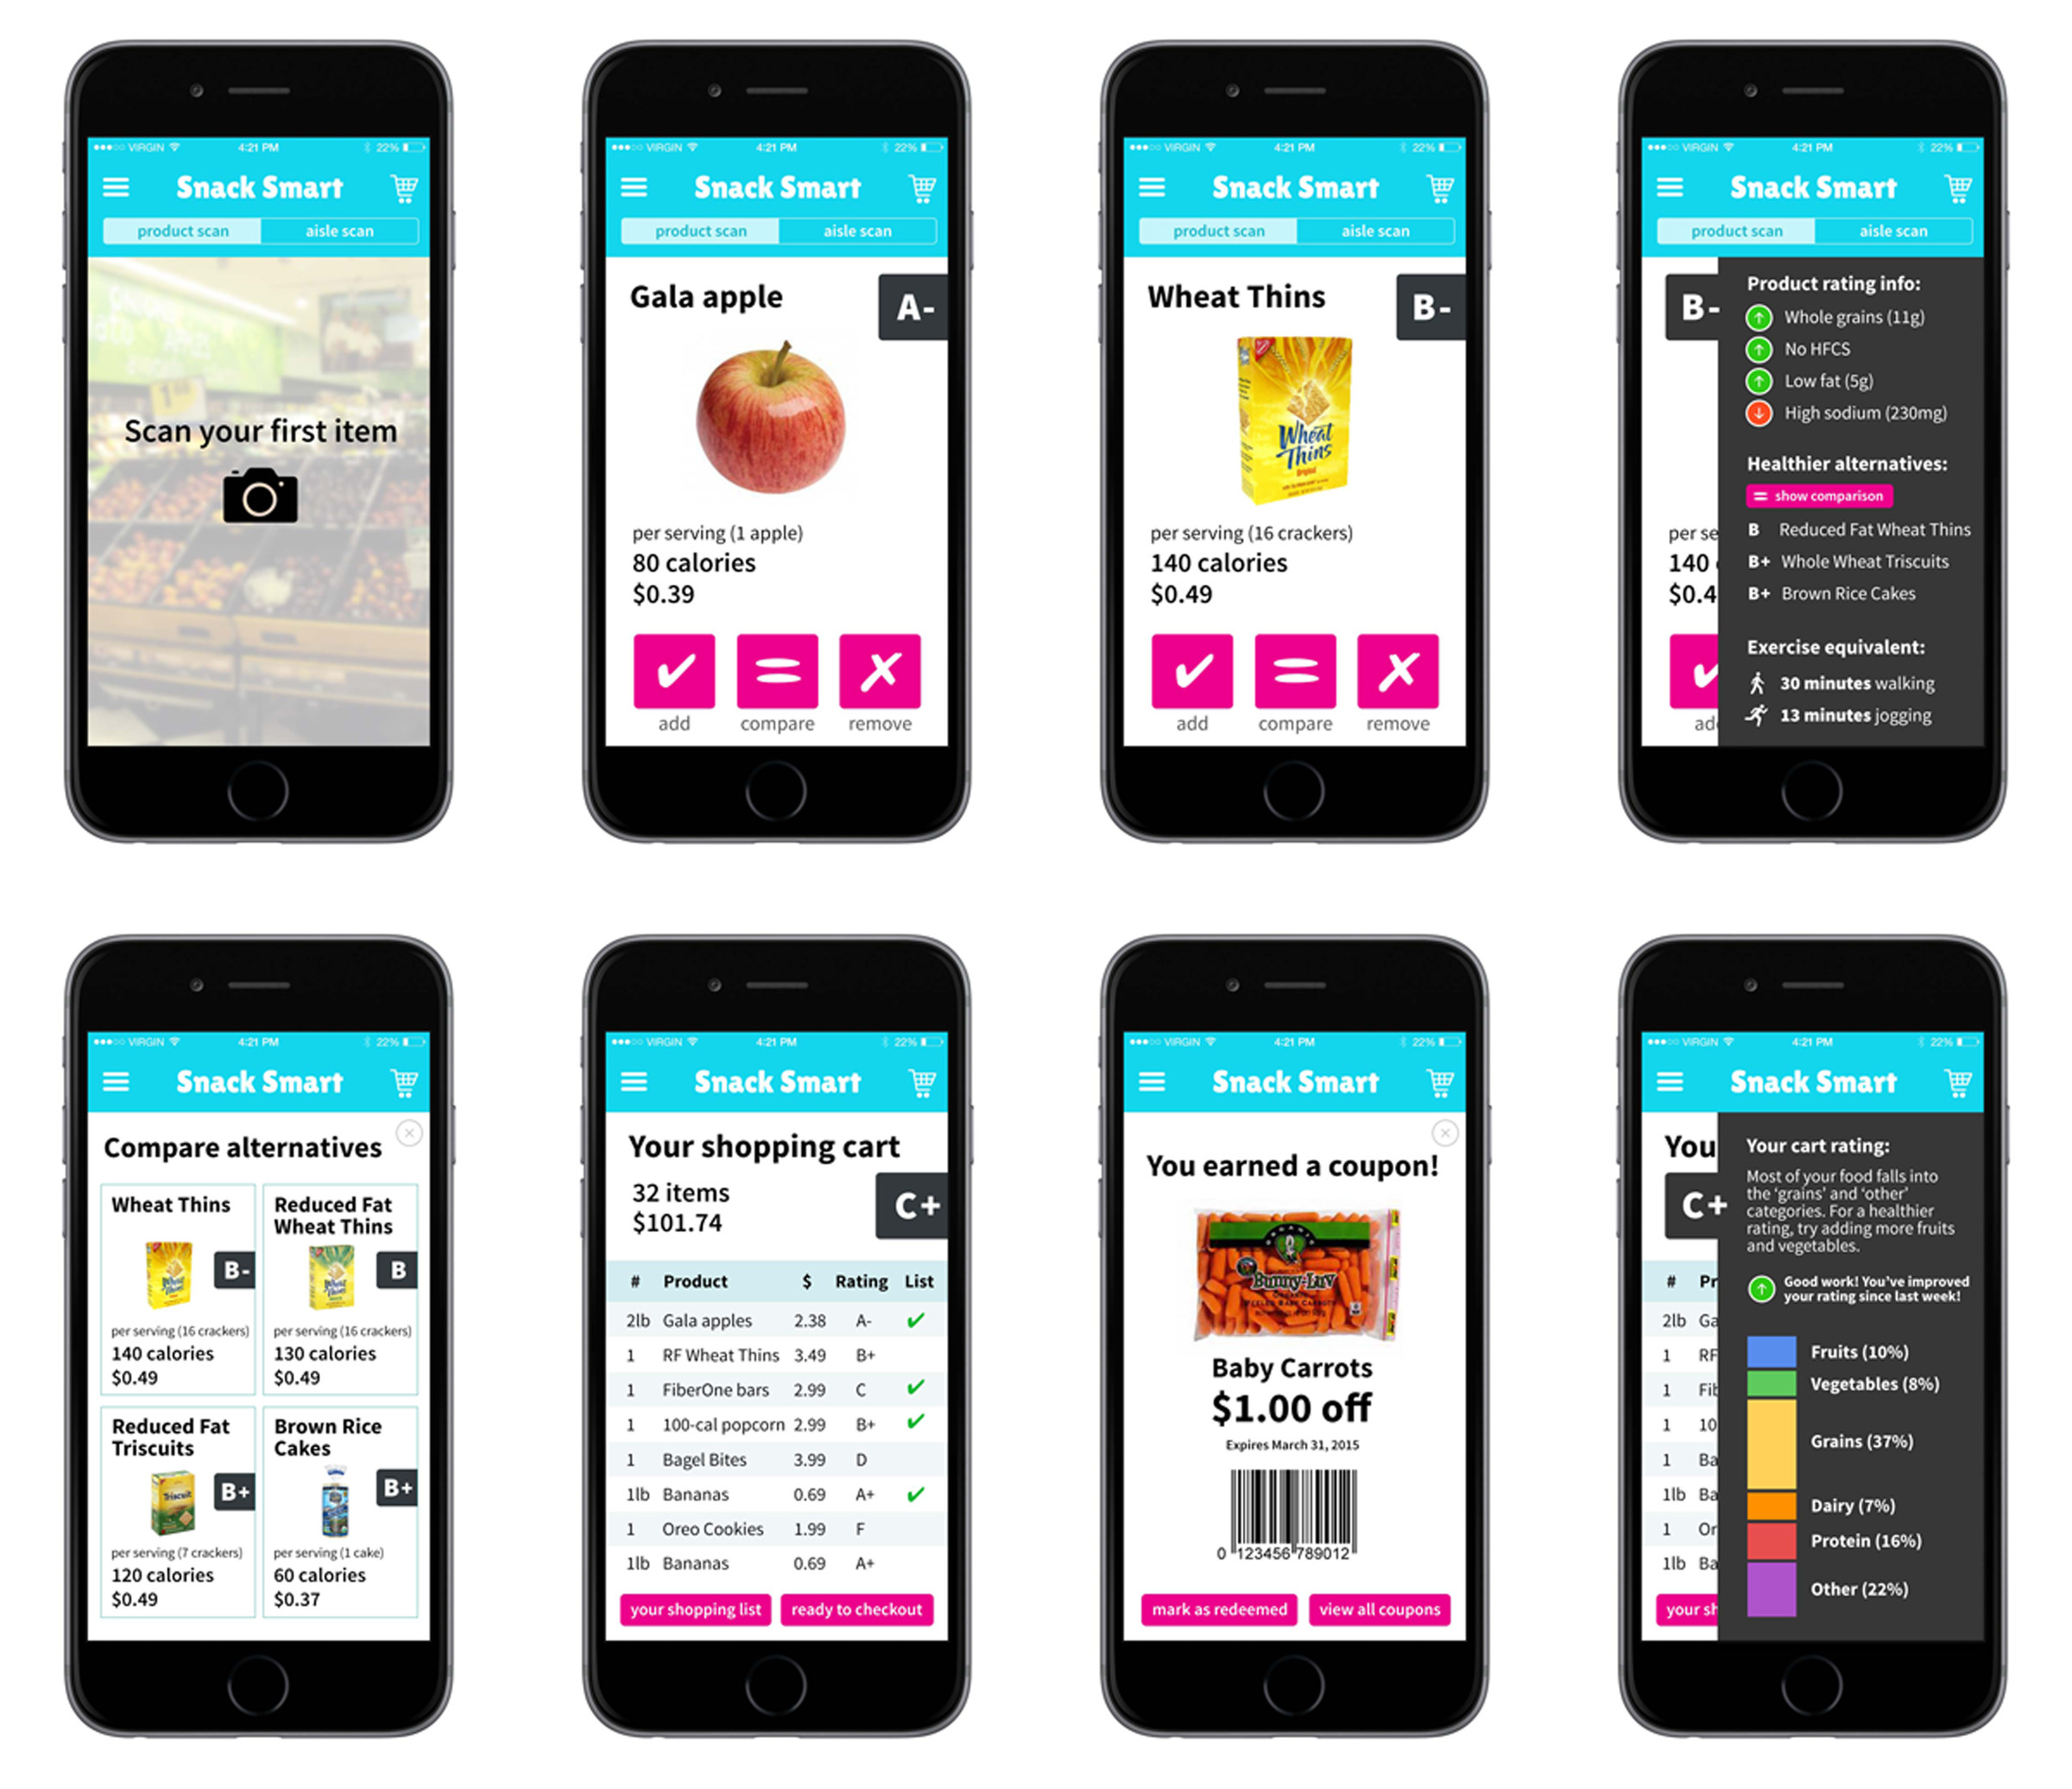 VIRGIN 4:21 PM 22%
Snack Smart
product scan aisle scan
Scan your first item
VIRGIN 4:21 PM 22%
Snack Smart
product scan aisle scan
Gala apple
A-
per serving (1 apple)
80 calories
$0.39
add compare remove
VIRGIN 4:21 PM 22%
Snack Smart
product scan aisle scan
Wheat Thins
B-
Wheat
Thins
Original
per serving (16 crackers)
140 calories
$0.49
add compare remove
VIRGIN 4:21 PM 22%
Snack Smart
product scan aisle scan
B-
per se
140
$0.4
ad
Product rating info:
Whole grains (11g)
No HFCS
Low fat (5g)
High sodium (230mg)
Healthier alternatives:
show comparison
B Reduced Fat Wheat Thins
B+ Whole Wheat Triscuits
B+ Brown Rice Cakes
Exercise equivalent:
30 minutes walking
13 minutes jogging
VIRGIN 4:21 PM 22%
Snack Smart
Compare alternatives
Wheat Thins
B-
Wheat
Thins
per serving (16 crackers)
140 calories
$0.49
Reduced Fat
Wheat Thins
B
Wheat
Thins
per serving (16 crackers)
130 calories
$0.49
Reduced Fat
Triscuits
B+
Triscuit
per serving (7 crackers)
120 calories
$0.49
Brown Rice
Cakes
B+
per serving (1 cake)
60 calories
$0.37
VIRGIN 4:21 PM 22%
Snack Smart
Your shopping cart
32 items
$101.74
C+
# Product $ Rating List
2lb Gala apples 2.38 A- ✔
1 RF Wheat Thins 3.49 B+
1 FiberOne bars 2.99 C ✔
1 100-cal popcorn 2.99 B+ ✔
1 Bagel Bites 3.99 D
1lb Bananas 0.69 A+ ✔
1 Oreo Cookies 1.99 F
1lb Bananas 0.69 A+
your shopping list ready to checkout
VIRGIN 4:21 PM 22%
Snack Smart
You earned a coupon!
Bunny-Luv
Baby Carrots
$1.00 off
Expires March 31, 2015
0 123456 789012
mark as redeemed view all coupons
VIRGIN 4:21 PM 22%
Snack Smart
You
C+
# Pr
2lb Ga
1 RF
1 Fib
1 10
1 Ba
1lb Ba
1 Or
1lb Ba
your sh
Your cart rating:
Most of your food falls into
the 'grains' and 'other'
categories. For a healthier
rating, try adding more fruits
and vegetables.
Good work! You've improved
your rating since last week!
Fruits (10%)
Vegetables (8%)
Grains (37%)
Dairy (7%)
Protein (16%)
Other (22%)